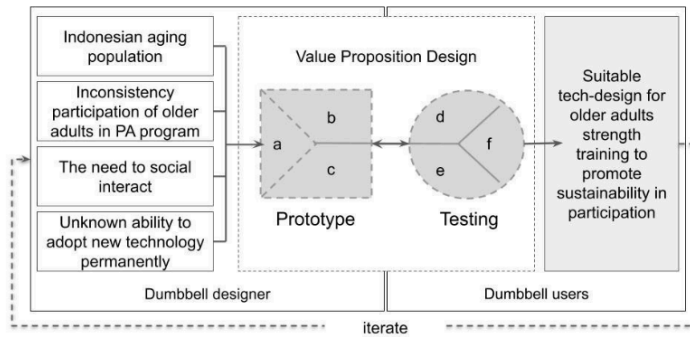 Indonesian aging
population
Inconsistency
participation of older
adults in PA program
The need to social
interact
Unknown ability to
adopt new technology
permanently
Dumbbell designer
Value Proposition Design
a
b
c
Prototype
d
e
f
Testing
Suitable
tech-design for
older adults
strength
training to
promote
sustainability in
participation
Dumbbell users
iterate